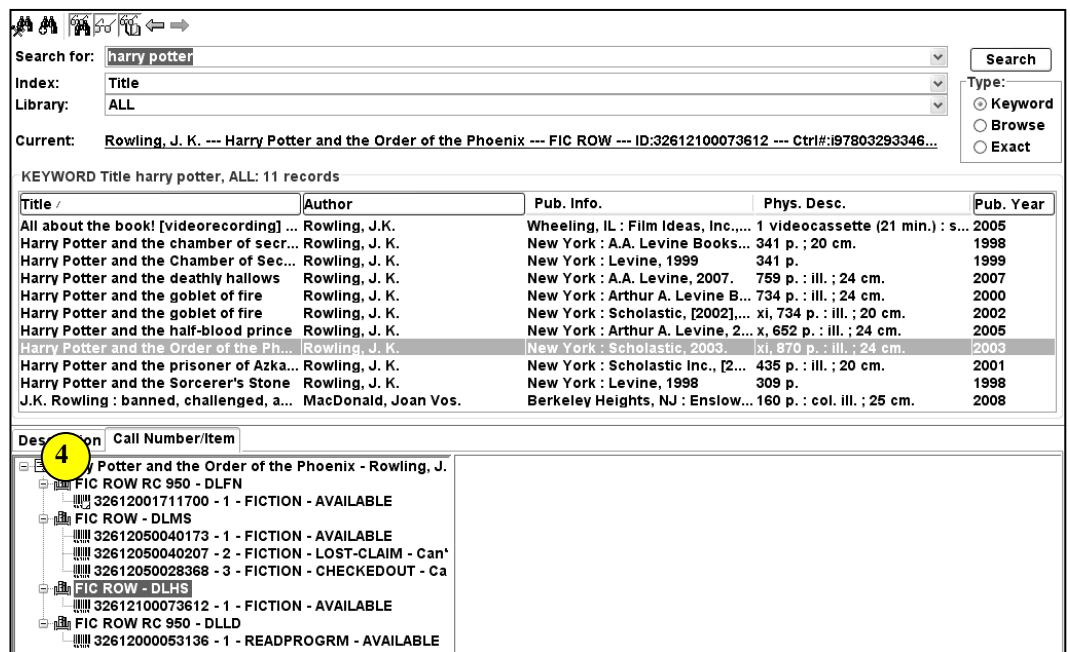 Search for: harry potter
Search
Index: Title
Type:
Library: ALL
Keyword
Browse
Current: Rowling, J. K. --- Harry Potter and the Order of the Phoenix --- FIC ROW --- ID:32612100073612 --- Ctrl#:i97803293346...
Exact
KEYWORD Title harry potter, ALL: 11 records
Title / Author Pub. Info. Phys. Desc. Pub. Year
All about the book! [videorecording] ... Rowling, J.K. Wheeling, IL : Film Ideas, Inc.,... 1 videocassette (21 min.) : s... 2005
Harry Potter and the chamber of secr... Rowling, J. K. New York : A.A. Levine Books... 341 p. ; 20 cm. 1998
Harry Potter and the Chamber of Sec... Rowling, J. K. New York : Levine, 1999 341 p. 1999
Harry Potter and the deathly hallows Rowling, J. K. New York : A.A. Levine, 2007. 759 p. : ill. ; 24 cm. 2007
Harry Potter and the goblet of fire Rowling, J. K. New York : Arthur A. Levine B... 734 p. : ill. ; 24 cm. 2000
Harry Potter and the goblet of fire Rowling, J. K. New York : Scholastic, [2002],... xi, 734 p. : ill. ; 20 cm. 2002
Harry Potter and the half-blood prince Rowling, J. K. New York : Arthur A. Levine, 2... x, 652 p. : ill. ; 24 cm. 2005
Harry Potter and the Order of the Ph... Rowling, J. K. New York : Scholastic, 2003. xi, 870 p. : ill. ; 24 cm. 2003
Harry Potter and the prisoner of Azka... Rowling, J. K. New York : Scholastic Inc., [2... 435 p. : ill. ; 20 cm. 2001
Harry Potter and the Sorcerer's Stone Rowling, J. K. New York : Levine, 1998 309 p. 1998
J.K. Rowling : banned, challenged, a... MacDonald, Joan Vos. Berkeley Heights, NJ : Enslow... 160 p. : col. ill. ; 25 cm. 2008
Call Number/Item
4
Potter and the Order of the Phoenix - Rowling, J.
FIC ROW RC 950 - DLFN
32612001711700 - 1 - FICTION - AVAILABLE
FIC ROW - DLMS
32612050040173 - 1 - FICTION - AVAILABLE
32612050040207 - 2 - FICTION - LOST-CLAIM - Can'
32612050028368 - 3 - FICTION - CHECKEDOUT - Ca
FIC ROW - DLHS
32612100073612 - 1 - FICTION - AVAILABLE
FIC ROW RC 950 - DLLD
32612000053136 - 1 - READPROGRM - AVAILABLE